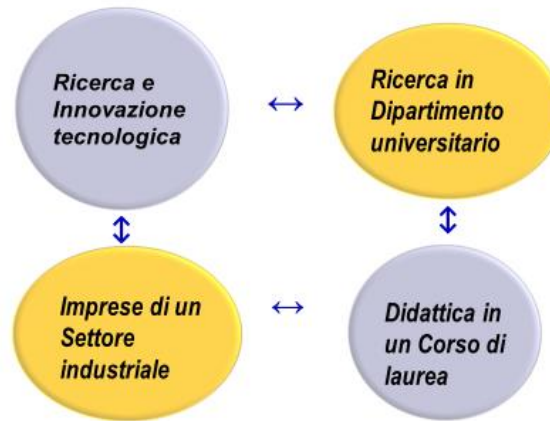 Ricerca e
Innovazione
tecnologica
Ricerca in
Dipartimento
universitario
Imprese di un
Settore
industriale
Didattica in
un Corso di
laurea